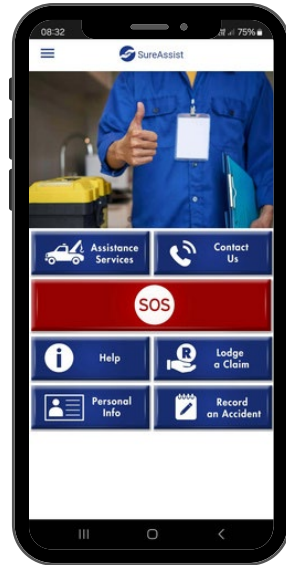 08:32
75%
SureAssist
Assistance
Services
Contact
Us
SOS
i
Help
R
Lodge
a Claim
Personal
Info
Record
an Accident